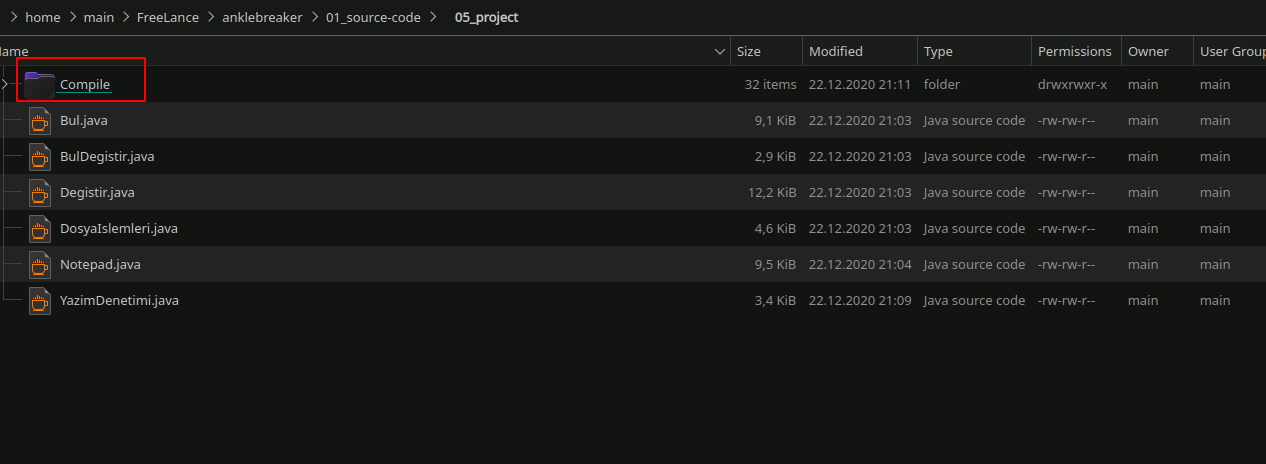 home main FreeLance anklebreaker 01_source-code 05_project
Name Size Modified Type Permissions Owner User Group
Compile 32 items 22.12.2020 21:11 folder drwxrwxr-x main main
Bul.java 9,1 KiB 22.12.2020 21:03 Java source code -rw-rw-r-- main main
BulDegistir.java 2,9 KiB 22.12.2020 21:03 Java source code -rw-rw-r-- main main
Degistir.java 12,2 KiB 22.12.2020 21:03 Java source code -rw-rw-r-- main main
DosyaIslemleri.java 4,6 KiB 22.12.2020 21:03 Java source code -rw-rw-r-- main main
Notepad.java 9,5 KiB 22.12.2020 21:04 Java source code -rw-rw-r-- main main
YazimDenetimi.java 3,4 KiB 22.12.2020 21:09 Java source code -rw-rw-r-- main main